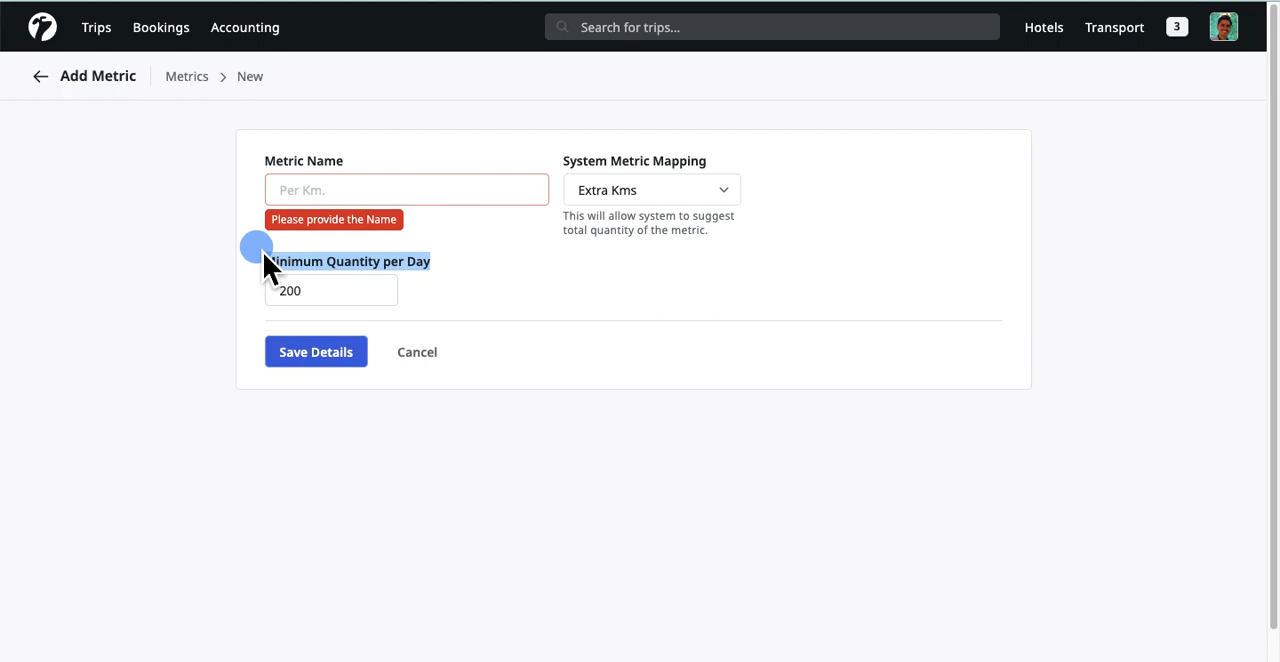 Trips Bookings Accounting Search for trips... Hotels Transport 3
Add Metric Metrics > New
Metric Name System Metric Mapping
Per Km. Extra Kms
Please provide the Name
This will allow system to suggest
total quantity of the metric.
Minimum Quantity per Day
200
Save Details Cancel